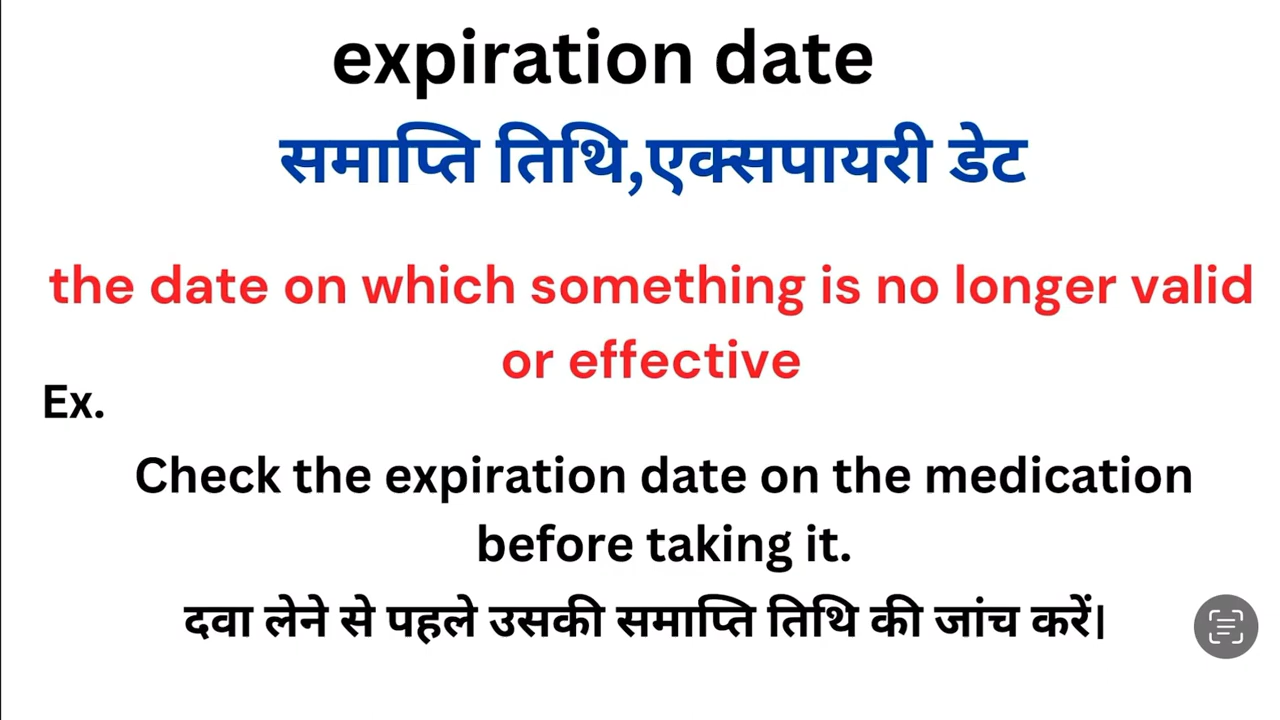 expiration date
समाप्ति तिथि,एक्सपायरी डेट
the date on which something is no longer valid
or effective
Ex.
Check the expiration date on the medication
before taking it.
दवा लेने से पहले उसकी समाप्ति तिथि की जांच करें।